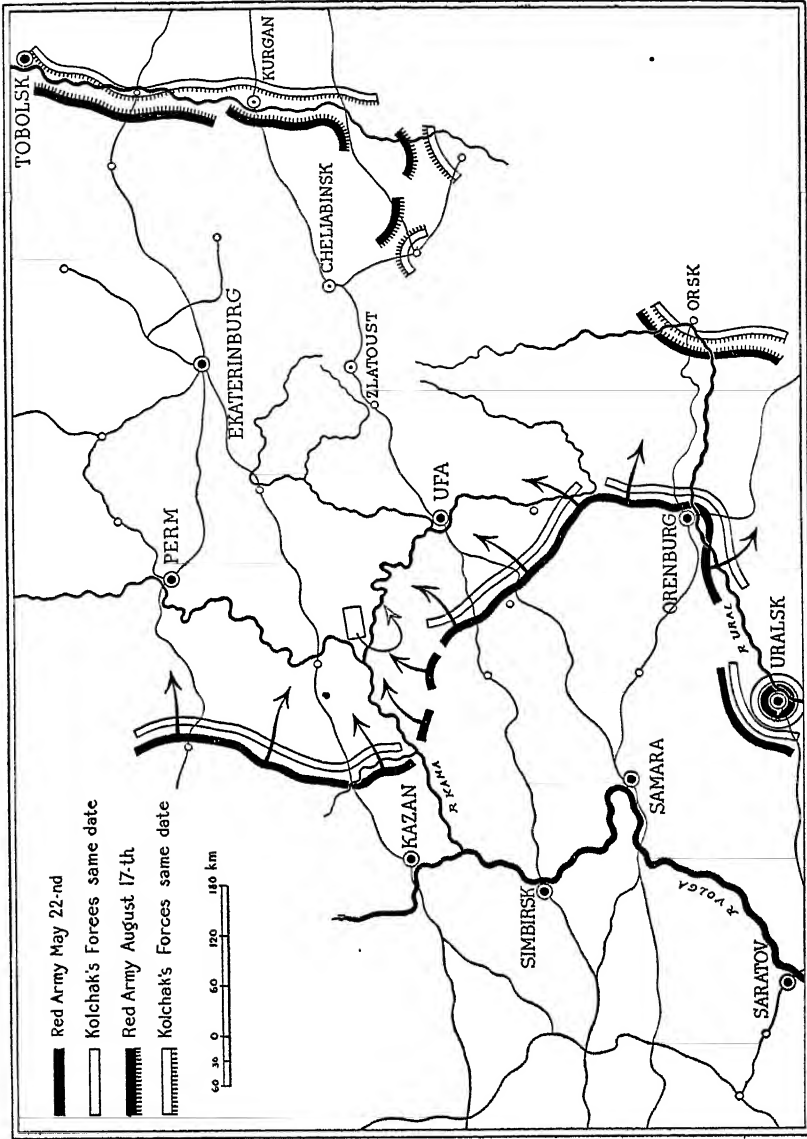 Red Army May 22-nd
Kolchak's Forces same date
Red Army August 17-th
Kolchak's Forces same date
60 30 0 60 120 180 km
TOBOLSK
KURGAN
CHELIABINSK
EKATERINBURG
ZLATOUST
PERM
UFA
ORSK
ORENBURG
R URAL
URALSK
R KAMA
KAZAN
SIMBIRSK
SAMARA
R VOLGA
SARATOV